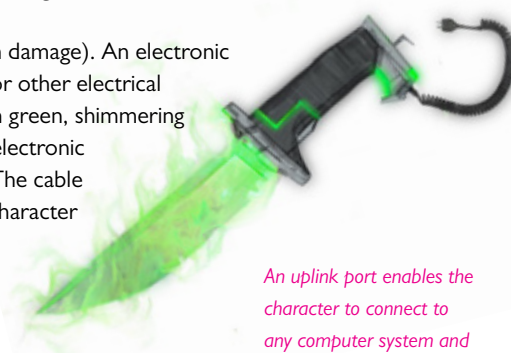 damage). An electronic
or other electrical
green, shimmering
electronic
The cable
character
An uplink port enables the
character to connect to
any computer system and